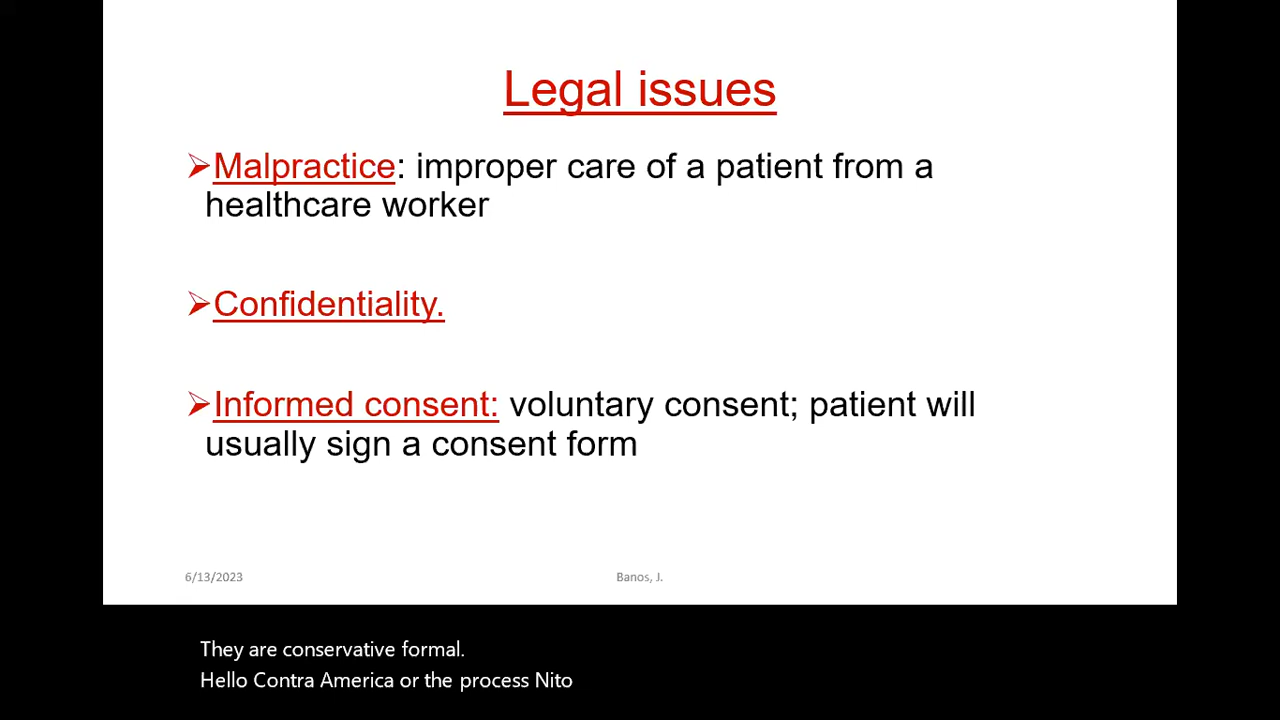 Legal issues
➢Malpractice: improper care of a patient from a
healthcare worker
➢Confidentiality.
➢Informed consent: voluntary consent; patient will
usually sign a consent form
6/13/2023
Banos, J.
They are conservative formal.
Hello Contra America or the process Nito